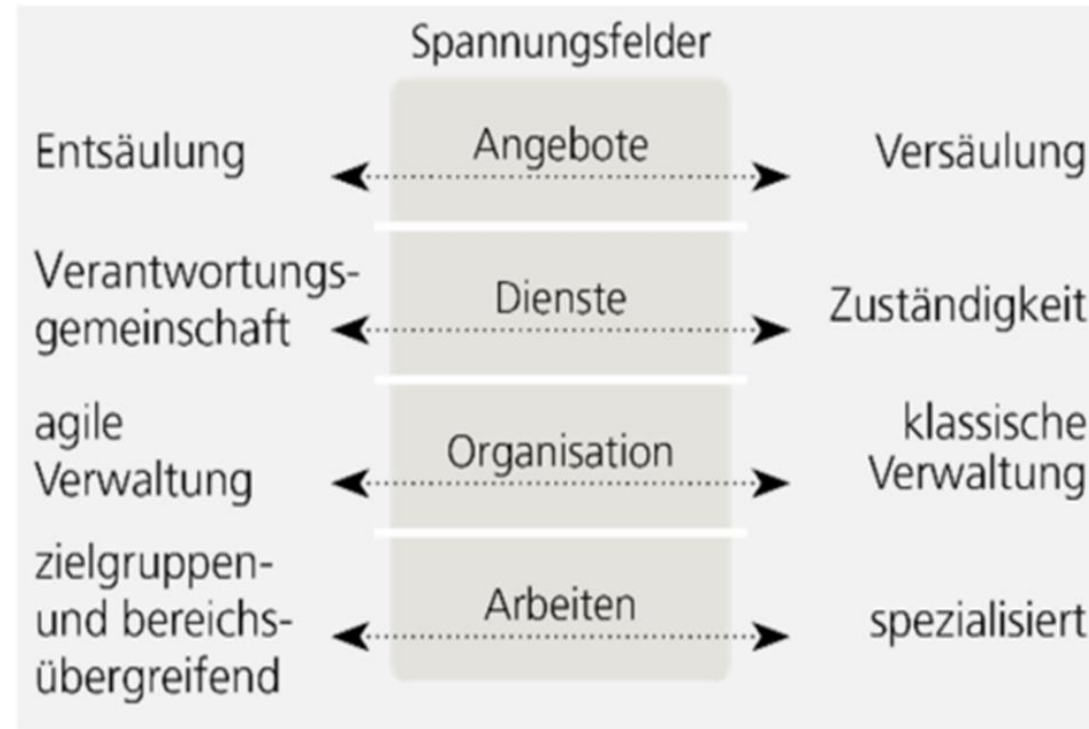 Spannungsfelder
Entsäulung
Angebote
Versäulung
Verantwortungs-
gemeinschaft
Dienste
Zuständigkeit
agile
Verwaltung
Organisation
klassische
Verwaltung
zielgruppen-
und bereichs-
übergreifend
Arbeiten
spezialisiert